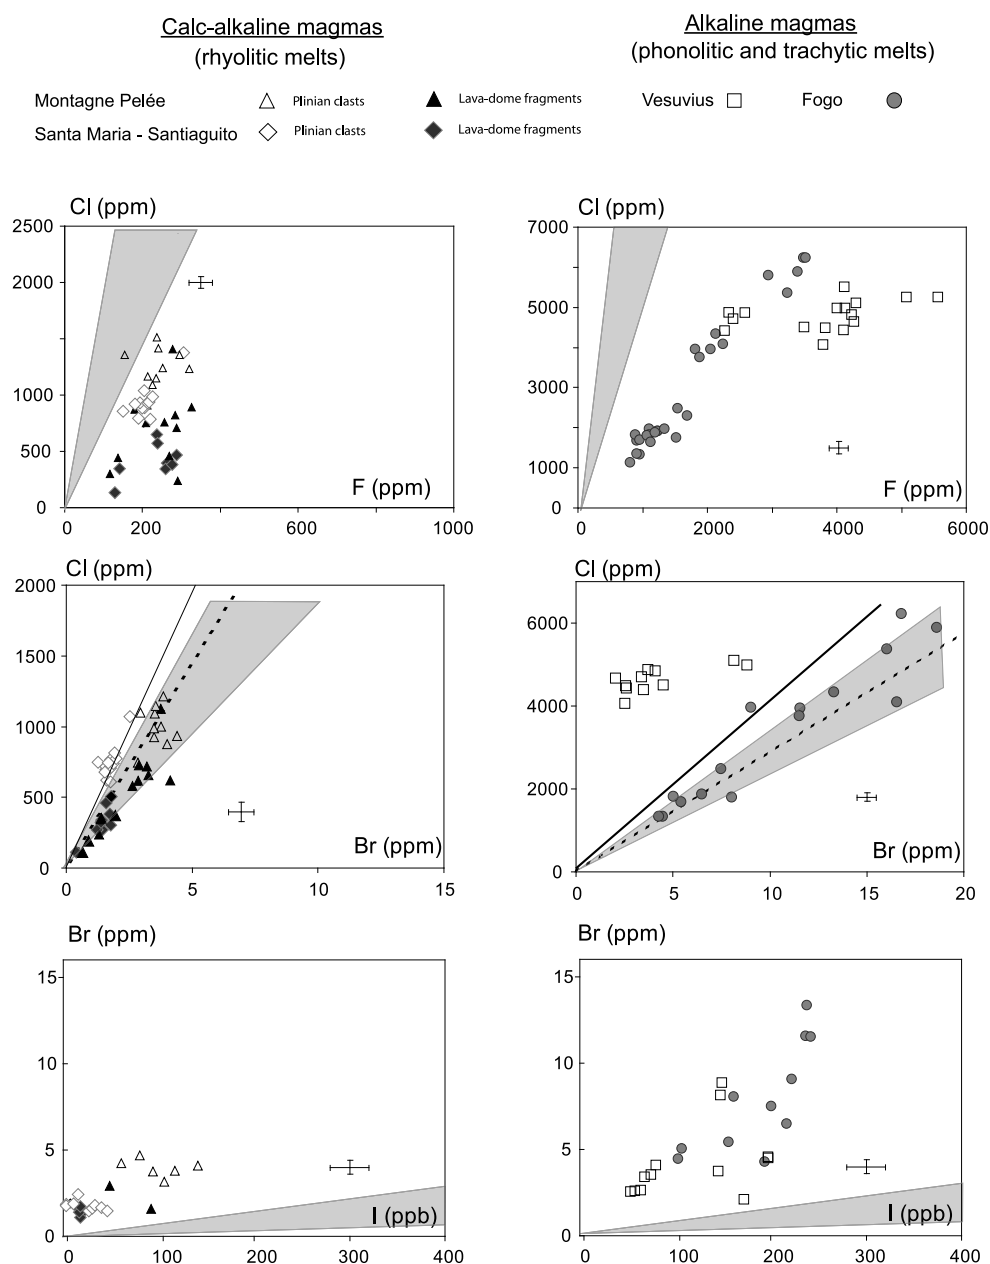 Calc-alkaline magmas
(rhyolitic melts)
Alkaline magmas
(phonolitic and trachytic melts)
Montagne Pelée Plinian clasts Lava-dome fragments
Santa Maria - Santiaguito Plinian clasts Lava-dome fragments
Vesuvius Fogo
Cl (ppm)
2500
2000
1000
500
0
F (ppm)
0 200 600 1000
Cl (ppm)
7000
5000
3000
1000
0
F (ppm)
0 2000 4000 6000
Cl (ppm)
2000
1500
1000
500
0
Br (ppm)
0 5 10 15
Cl (ppm)
6000
4000
2000
0
Br (ppm)
0 5 10 15 20
Br (ppm)
15
10
5
0
I (ppb)
0 100 200 300 400
Br (ppm)
15
10
5
0
I (ppb)
100 200 300 400